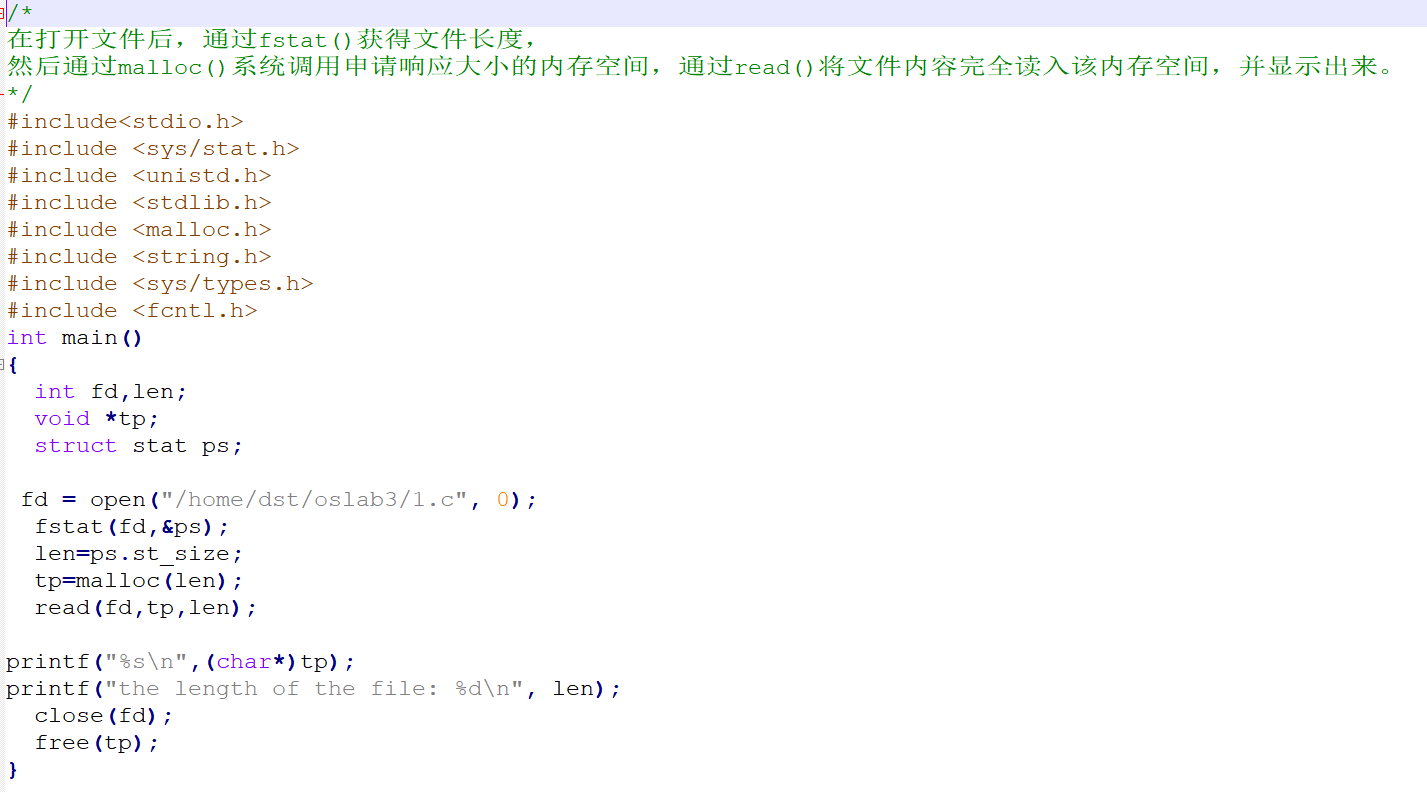 /*
在打开文件后，通过fstat()获得文件长度，
然后通过malloc()系统调用申请响应大小的内存空间，通过read()将文件内容完全读入该内存空间，并显示出来。
*/
#include<stdio.h>
#include <sys/stat.h>
#include <unistd.h>
#include <stdlib.h>
#include <malloc.h>
#include <string.h>
#include <sys/types.h>
#include <fcntl.h>
int main()
{
  int fd,len;
  void *tp;
  struct stat ps;

 fd = open("/home/dst/oslab3/1.c", 0);
  fstat(fd,&ps);
  len=ps.st_size;
  tp=malloc(len);
  read(fd,tp,len);

printf("%s\n",(char*)tp);
printf("the length of the file: %d\n", len);
  close(fd);
  free(tp);
}